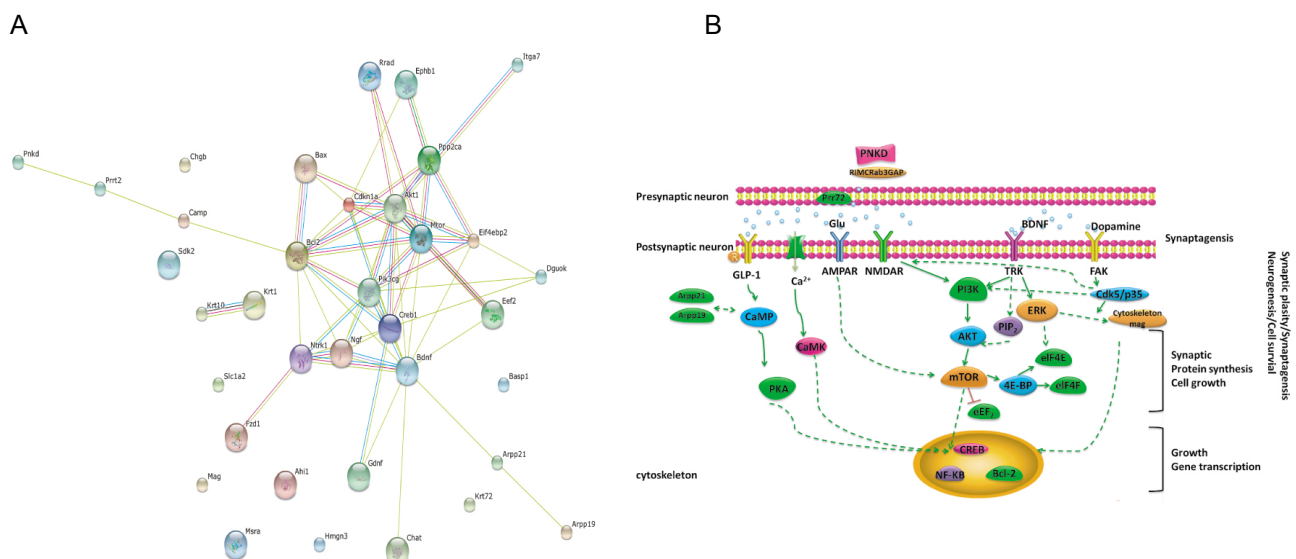 A
B
Rrad
Ephb1
Itga7
Ppp2ca
Pnkd
Chgb
Bax
Prrt2
Cdkn1a
Akt1
Camp
Mtor
Eif4ebp2
Bcl2
Sdk2
Dguok
Pik3cg
Krt1
Krt10
Eef2
Creb1
Ngf
Ntrk1
Bdnf
Slc1a2
Basp1
Fzd1
Arpp21
Gdnf
Ahi1
Mag
Krt72
Arpp19
Msra
Hmgn3
Chat
PNKD
RIMCRab3GAP
Presynaptic neuron
Prr72
Glu
BDNF
Dopamine
Postsynaptic neuron
Synaptagensis
R
GLP-1
Ca2+
AMPAR
NMDAR
TRK
FAK
PI3K
Cdk5/p35
Arpp21
Arpp19
CaMP
ERK
Cytoskeleton
mag
PIP2
AKT
CaMK
eIF4E
Synaptic
Protein synthesis
Cell growth
mTOR
4E-BP
eIF4F
PKA
eEF2
Synaptic plasity/Synaptagensis
Neurogenesis/Cell survial
CREB
NF-KB
Bcl-2
Growth
Gene transcription
cytoskeleton